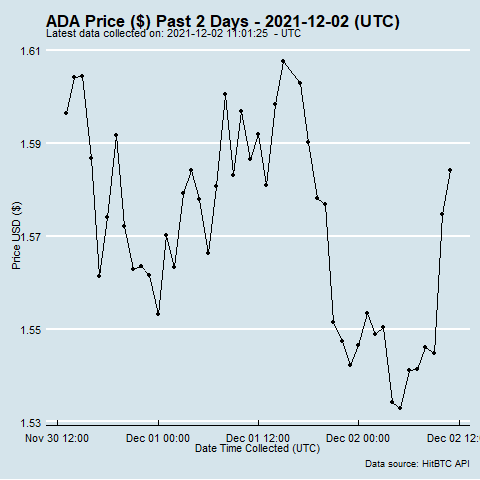 ADA Price ($) Past 2 Days - 2021-12-02 (UTC)
Latest data collected on: 2021-12-02 11:01:25 - UTC
1.61
1.59
1.57
1.55
1.53
Price USD ($)
Nov 30 12:00 Dec 01 00:00 Dec 01 12:00 Dec 02 00:00 Dec 02 12:
Date Time Collected (UTC)
Data source: HitBTC API